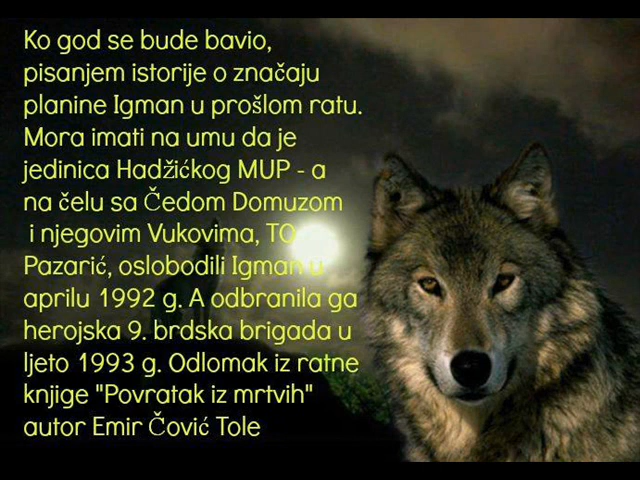 Ko god se bude bavio,
pisanjem istorije o značaju
planine Igman u prošlom ratu.
Mora imati na umu da je
jedinica Hadžićkog MUP - a
na čelu sa Čedom Domuzom
i njegovim Vukovima, TO
Pazarić, oslobodili Igman u
aprilu 1992 g. A odbranila ga
herojska 9. brdska brigada u
ljeto 1993 g. Odlomak iz ratne
knjige "Povratak iz mrtvih"
autor Emir Čović Tole